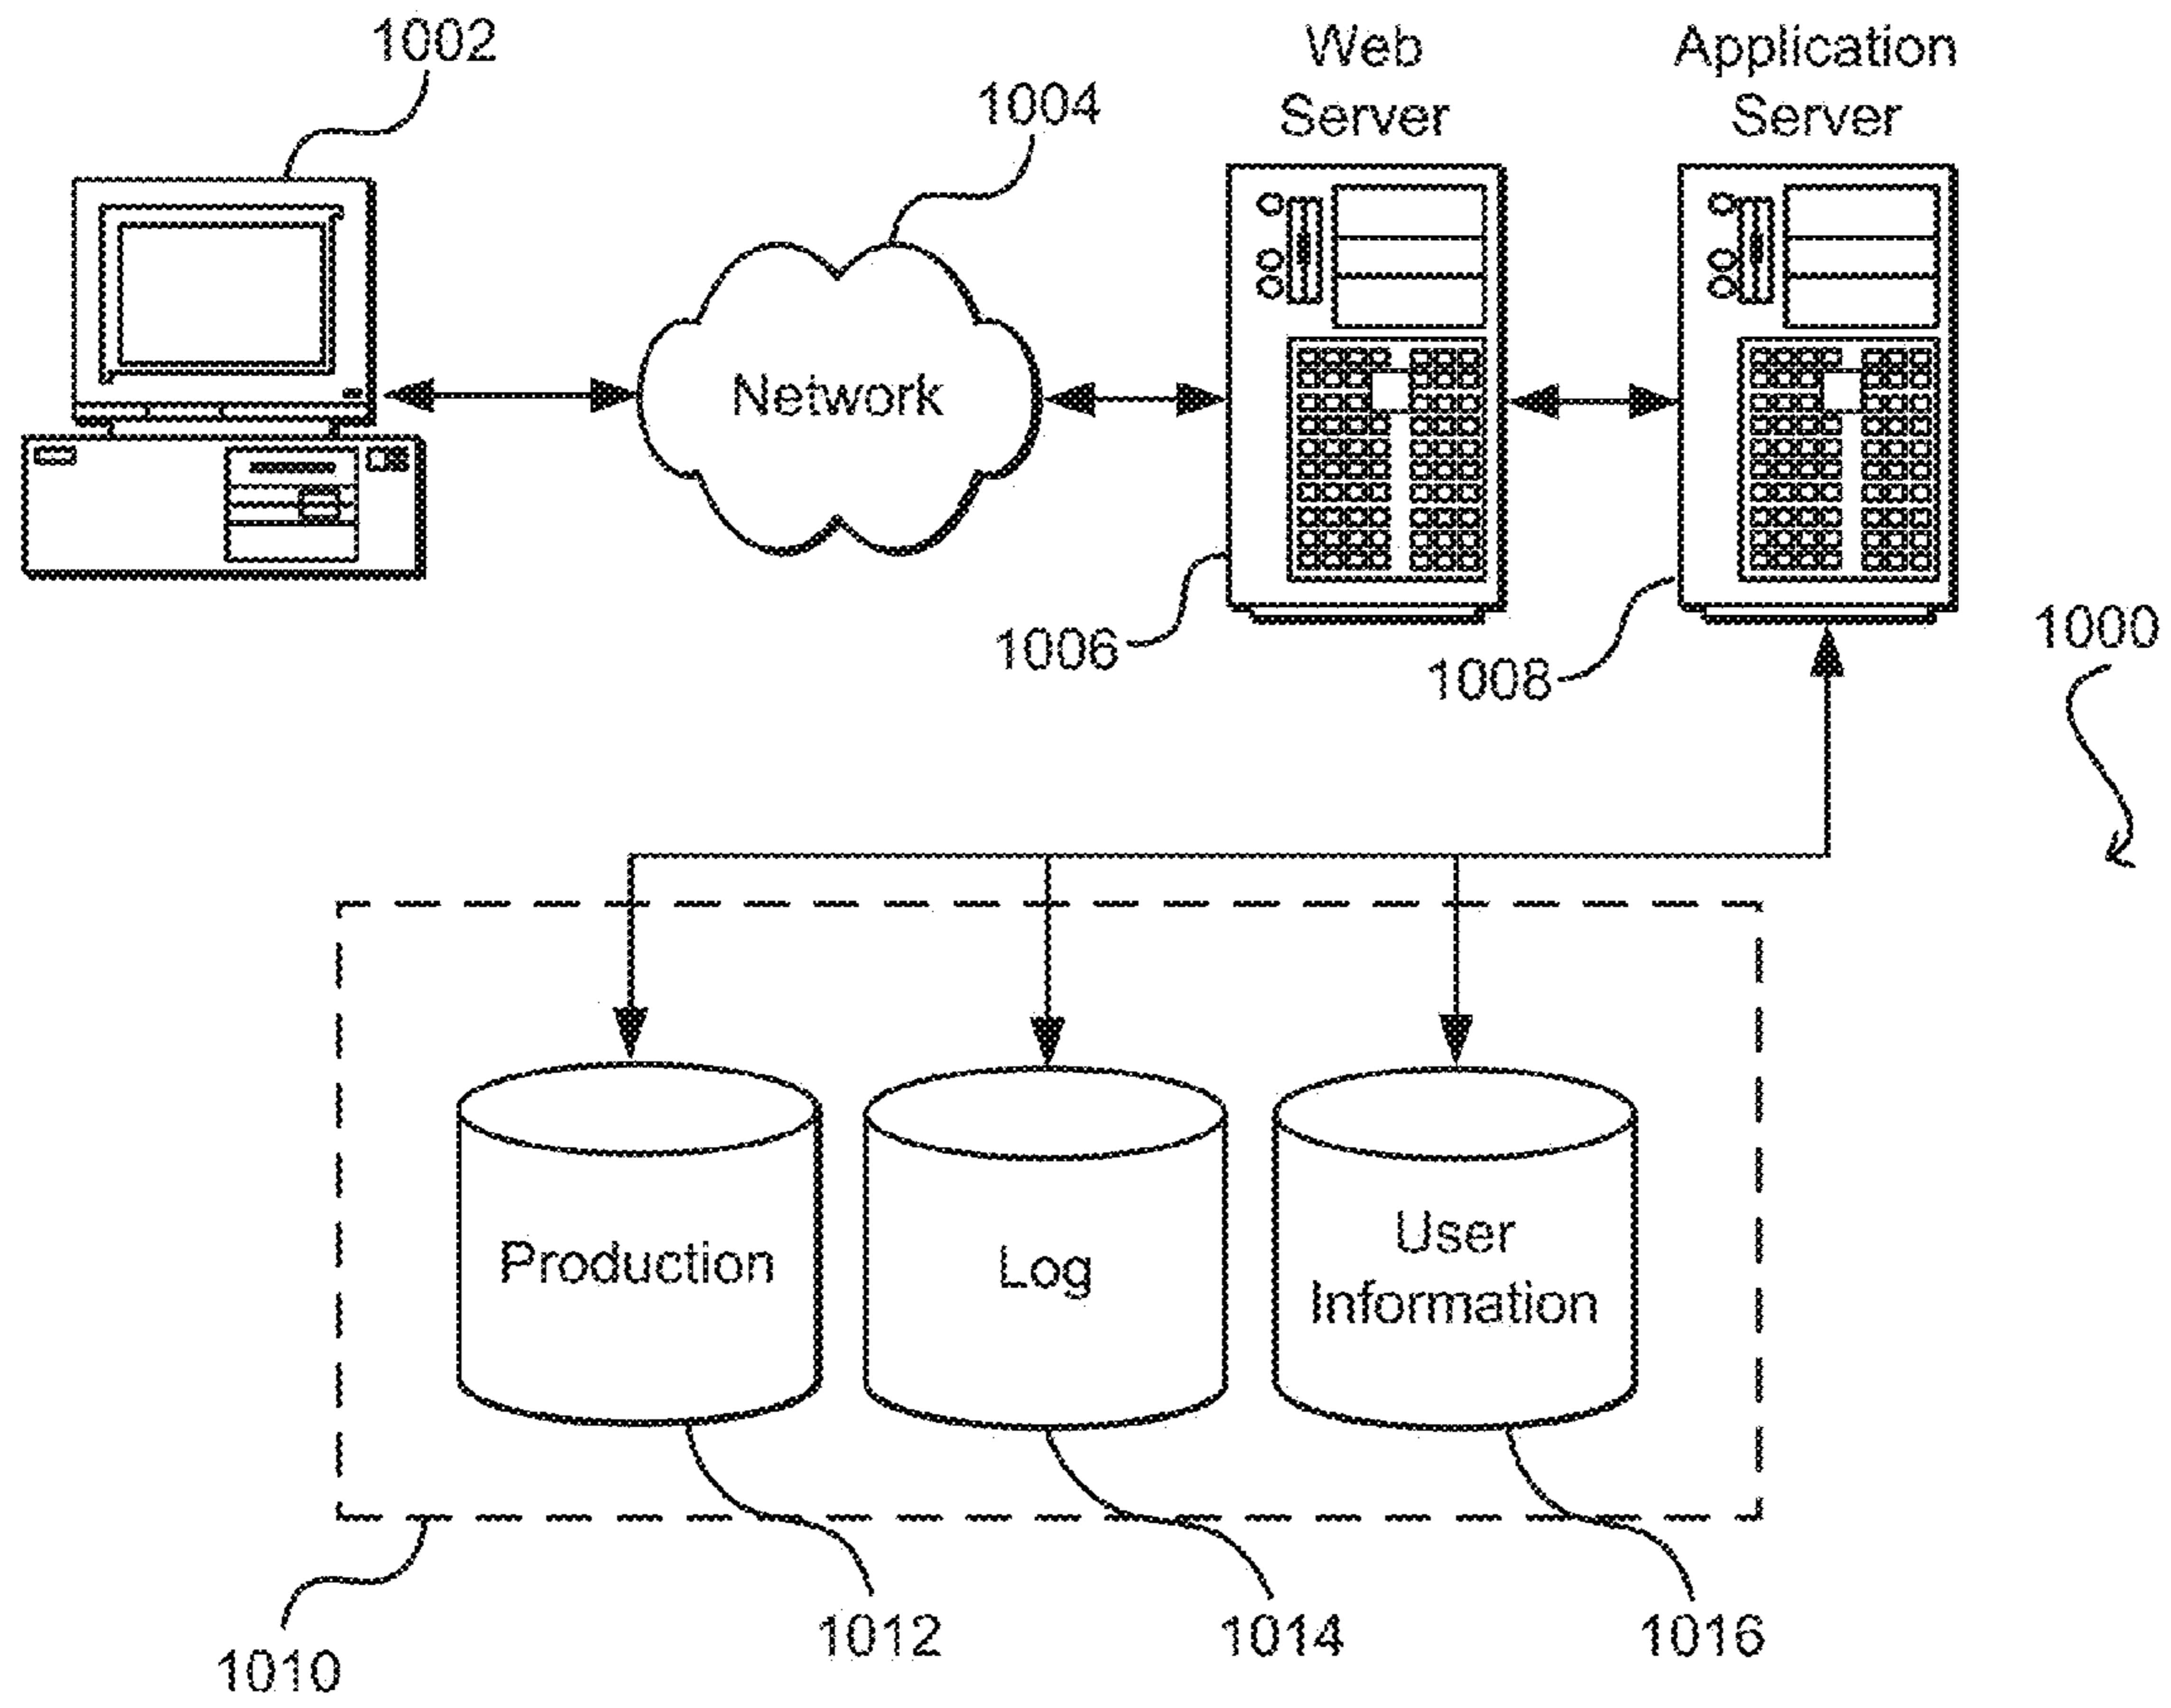 1002
1004
Web
Server
Application
Server
Network
1006
1008
1000
Production
Log
User
Information
1010
1012
1014
1016